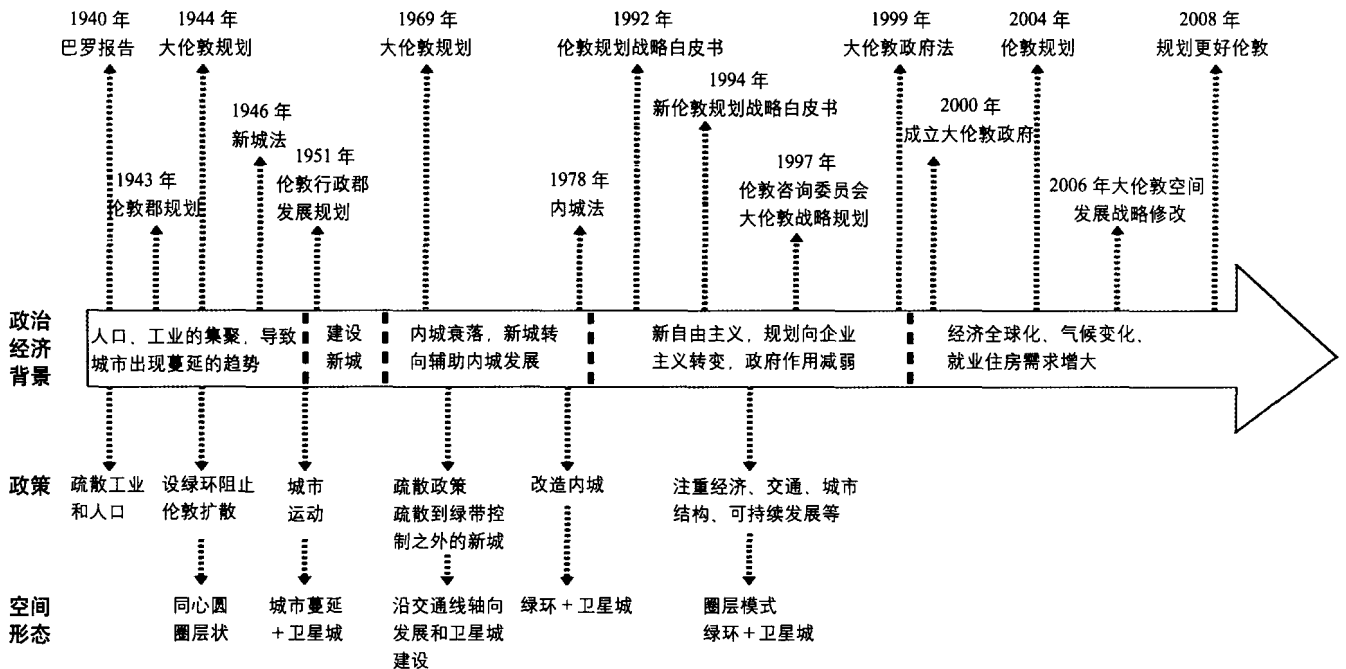 1940 年
巴罗报告
1944 年
大伦敦规划
1969 年
大伦敦规划
1992 年
伦敦规划战略白皮书
1999 年
大伦敦政府法
2004 年
伦敦规划
2008 年
规划更好伦敦
1994 年
新伦敦规划战略白皮书
1946 年
新城法
2000 年
成立大伦敦政府
1951 年
伦敦行政郡
发展规划
1997 年
伦敦咨询委员会
大伦敦战略规划
1943 年
伦敦郡规划
1978 年
内城法
2006 年大伦敦空间
发展战略修改
政治
经济
背景
人口、工业的集聚，导致
城市出现蔓延的趋势
建设
新城
内城衰落，新城转
向辅助内城发展
新自由主义，规划向企业
主义转变，政府作用减弱
经济全球化、气候变化、
就业住房需求增大
政策
疏散工业
和人口
设绿环阻止
伦敦扩散
城市
运动
疏散政策
疏散到绿带控
制之外的新城
改造内城
注重经济、交通、城市
结构、可持续发展等
空间
形态
同心圆
圈层状
城市蔓延
+卫星城
沿交通线轴向
发展和卫星城
建设
绿环+卫星城
圈层模式
绿环+卫星城